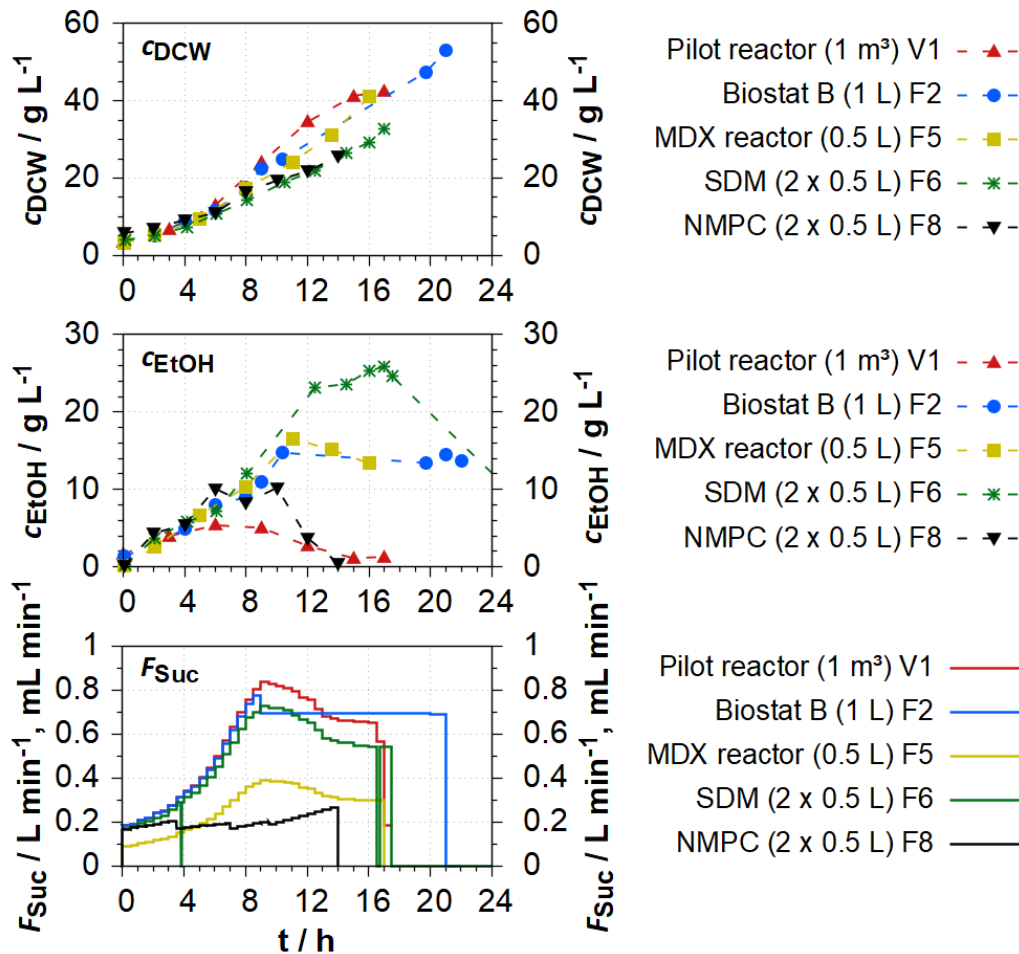 60 cDCW 60
40 40
20 20
0 0
cDCW / g L⁻¹
cDCW / g L⁻¹
0 4 8 12 16 20 24
Pilot reactor (1 m³) V1
Biostat B (1 L) F2
MDX reactor (0.5 L) F5
SDM (2 x 0.5 L) F6
NMPC (2 x 0.5 L) F8
30 cEtOH 30
20 20
10 10
0 0
cEtOH / g L⁻¹
cEtOH / g L⁻¹
0 4 8 12 16 20 24
Pilot reactor (1 m³) V1
Biostat B (1 L) F2
MDX reactor (0.5 L) F5
SDM (2 x 0.5 L) F6
NMPC (2 x 0.5 L) F8
1 FSuc 1
0.8 0.8
0.6 0.6
0.4 0.4
0.2 0.2
0 0
FSuc / L min⁻¹, mL min⁻¹
FSuc / L min⁻¹, mL min⁻¹
0 4 8 12 16 20 24
t / h
Pilot reactor (1 m³) V1
Biostat B (1 L) F2
MDX reactor (0.5 L) F5
SDM (2 x 0.5 L) F6
NMPC (2 x 0.5 L) F8